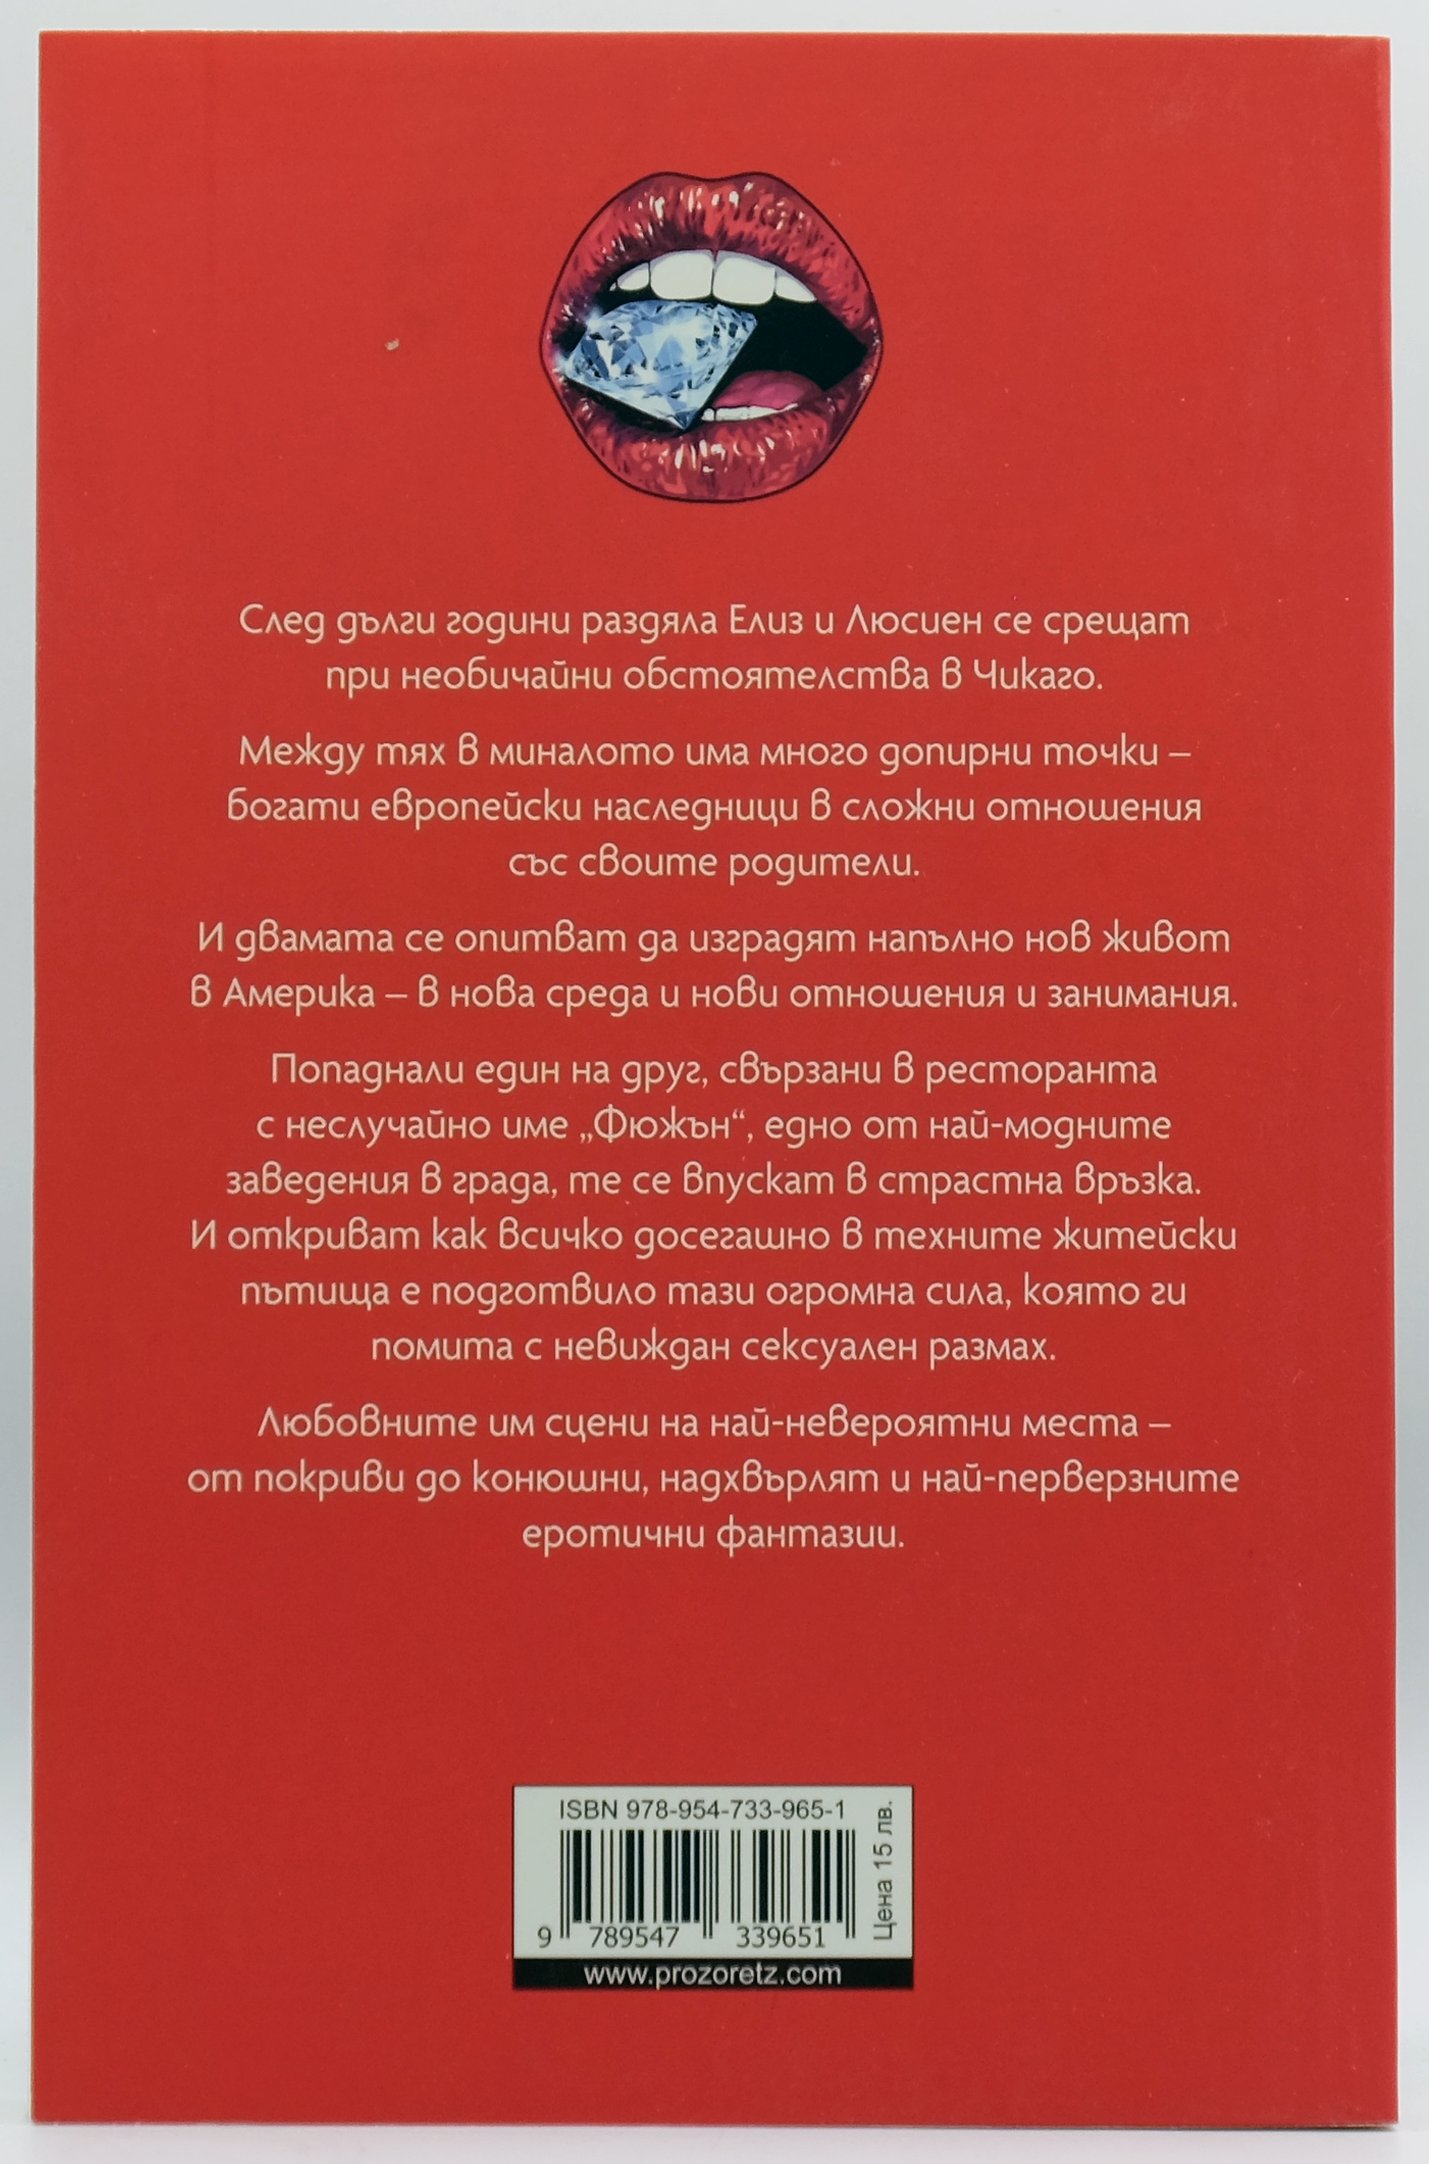 След дълги години раздяла Елиз и Люсиен се срещат
при необичайни обстоятелства в Чикаго.
Между тях в миналото има много допирни точки –
богати европейски наследници в сложни отношения
със своите родители.
И двамата се опитват да изградят напълно нов живот
в Америка – в нова среда и нови отношения и занимания.
Попаднали един на друг, свързани в ресторанта
с неслучайно име „Фюжън“, едно от най-модните
заведения в града, те се впускат в страстна връзка.
И откриват как всичко досегашно в техните житейски
пътища е подготвило тази огромна сила, която ги
помита с невиждан сексуален размах.
Любовните им сцени на най-невероятни места –
от покриви до конюшни, надхвърлят и най-перверзните
еротични фантазии.
ISBN 978-954-733-965-1
Цена 15 лв.
9 789547 339651
www.prozoretz.com